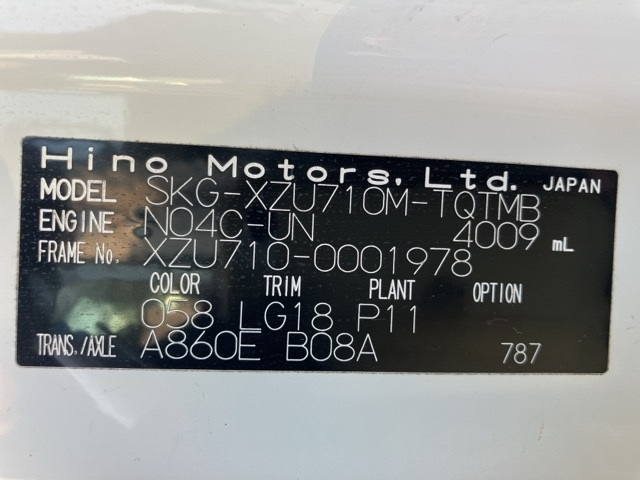 Hino Motors, Ltd. JAPAN
MODEL SKG-XZU710M-TQTMB
ENGINE N04C-UN 4009 mL
FRAME No. XZU710-0001978
COLOR TRIM PLANT OPTION
058 LG18 P11
TRANS./AXLE A860E B08A 787